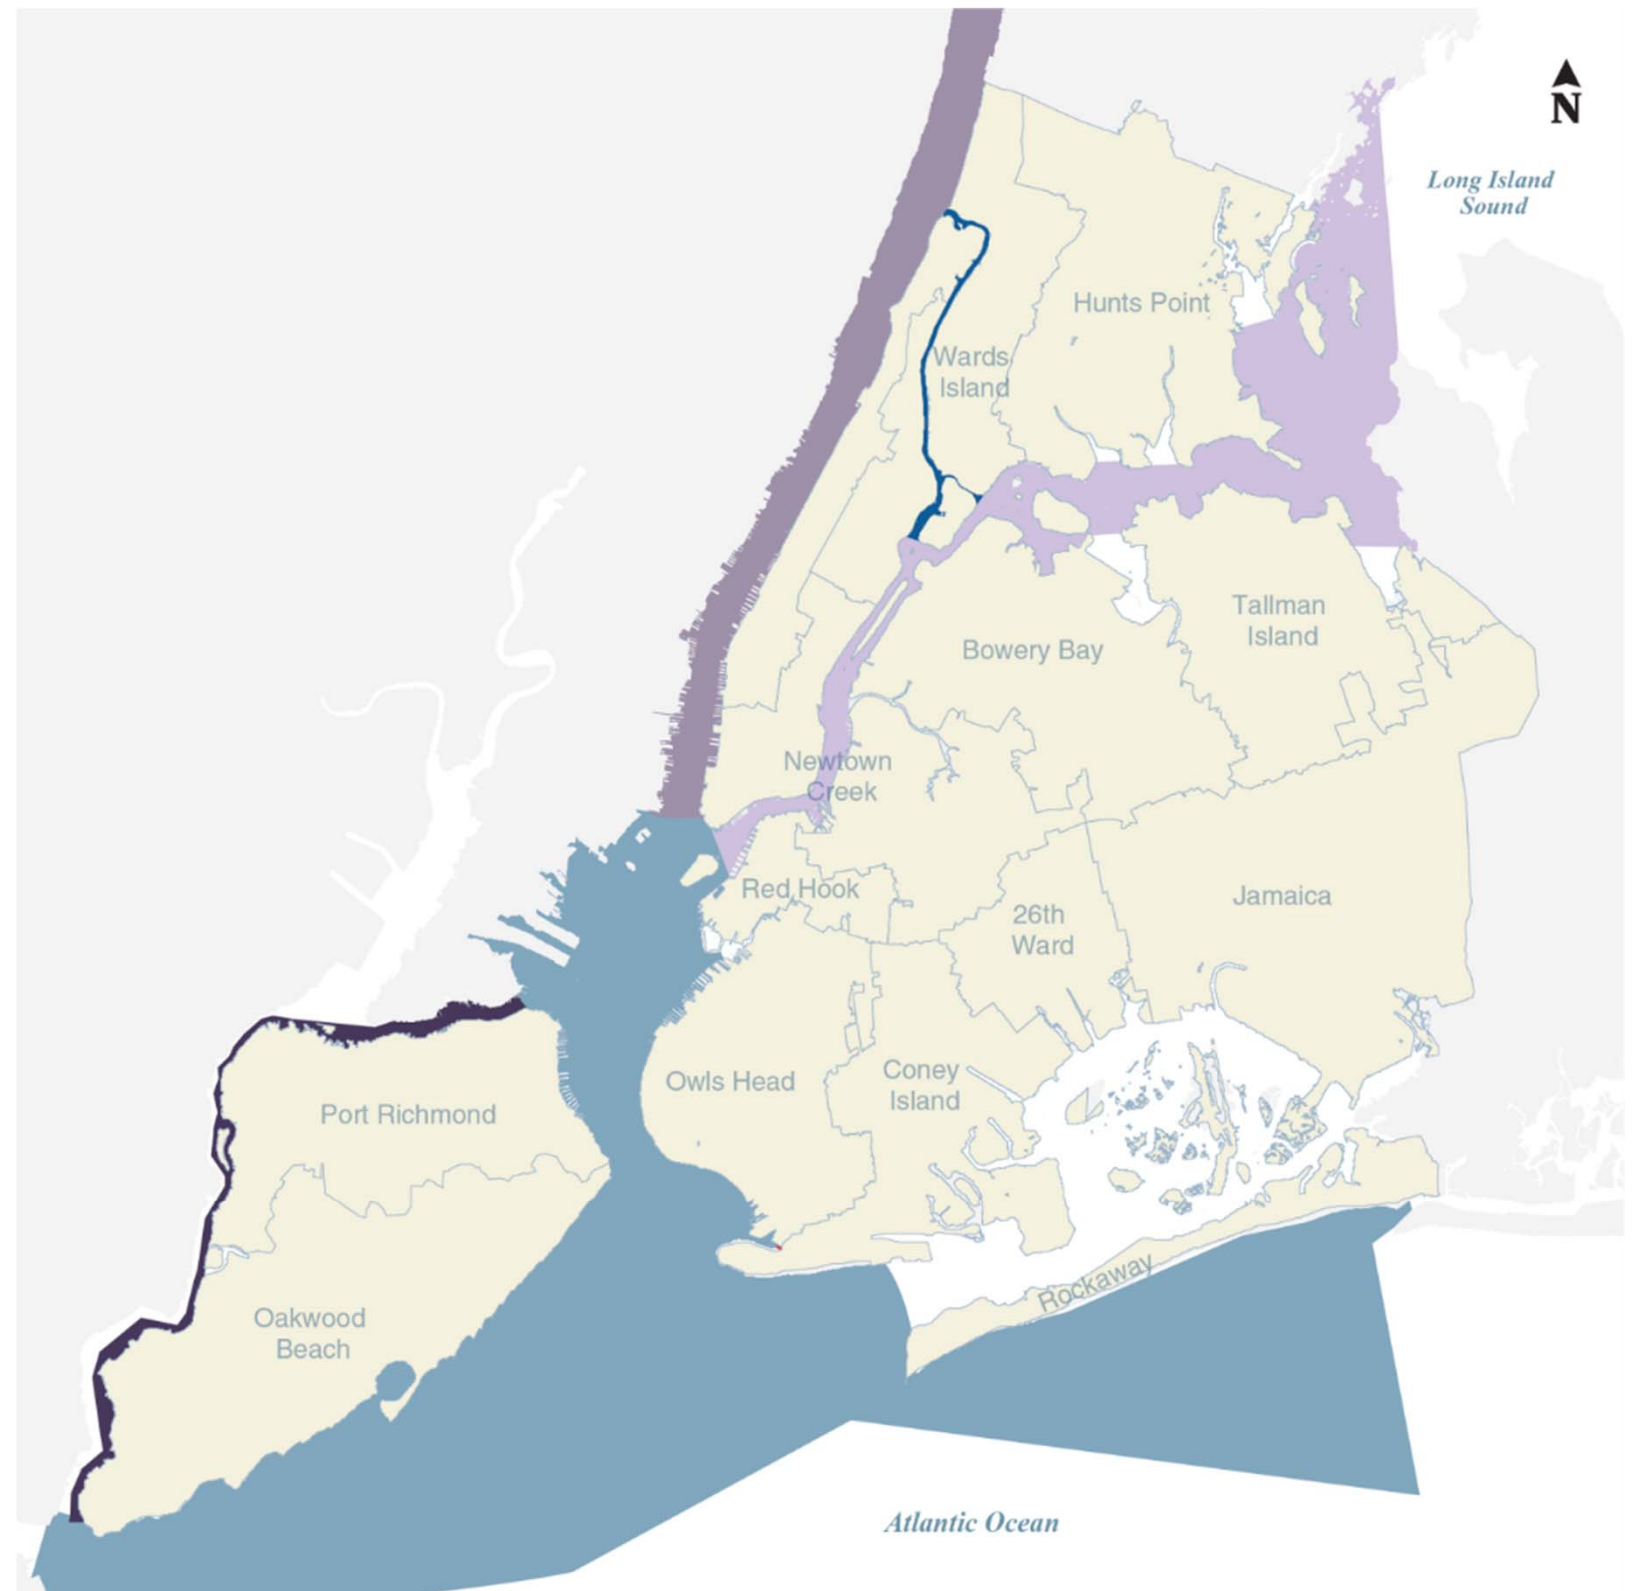 N
Long Island
Sound
Hunts Point
Wards
Island
Tallman
Island
Bowery Bay
Newtown
Creek
Red Hook
Jamaica
26th
Ward
Owls Head
Coney
Island
Port Richmond
Rockaway
Oakwood
Beach
Atlantic Ocean